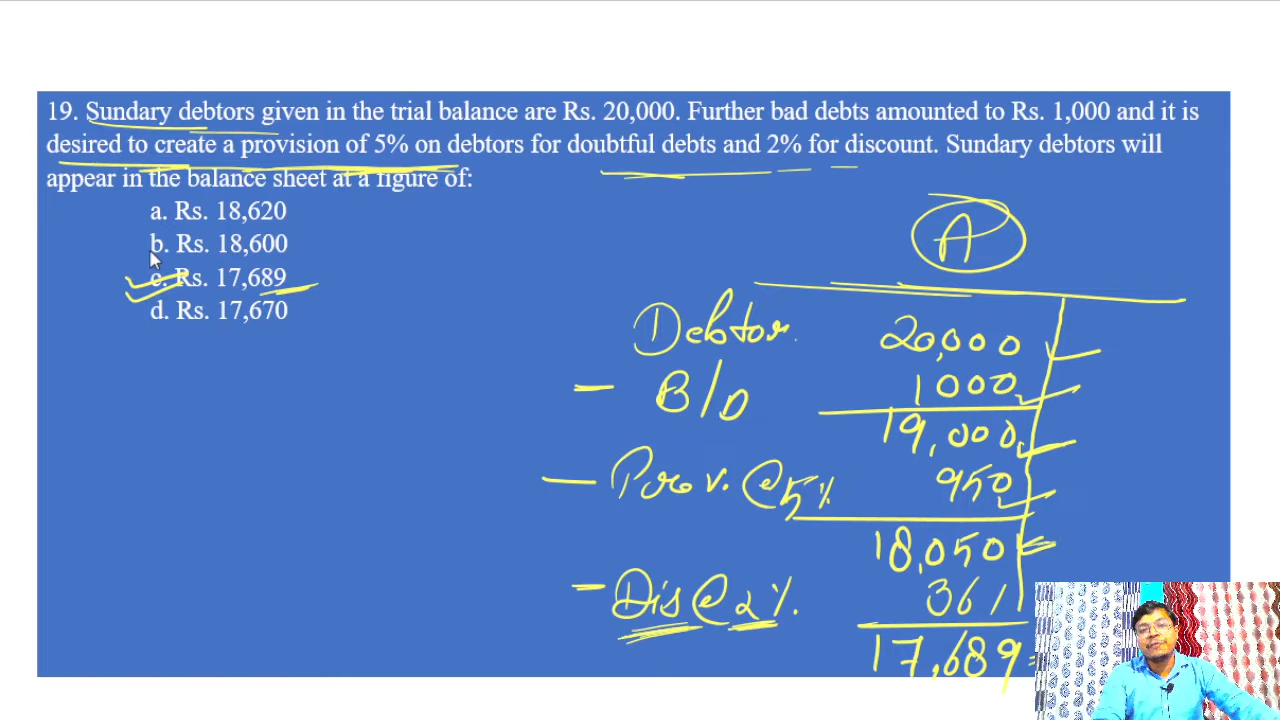 19. Sundary debtors given in the trial balance are Rs. 20,000. Further bad debts amounted to Rs. 1,000 and it is
desired to create a provision of 5% on debtors for doubtful debts and 2% for discount. Sundary debtors will
appear in the balance sheet at a figure of:
a. Rs. 18,620
b. Rs. 18,600
c. Rs. 17,689
d. Rs. 17,670
A
Debtor 20,000
- B/D 1000
19,000
- Prov. @ 5% 950
18,050
- Dis @ 2%. 361
17,689